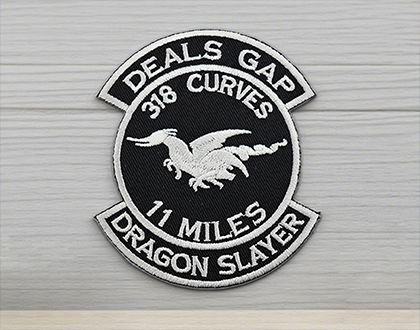 DEALS GAP
318 CURVES
11 MILES
DRAGON SLAYER